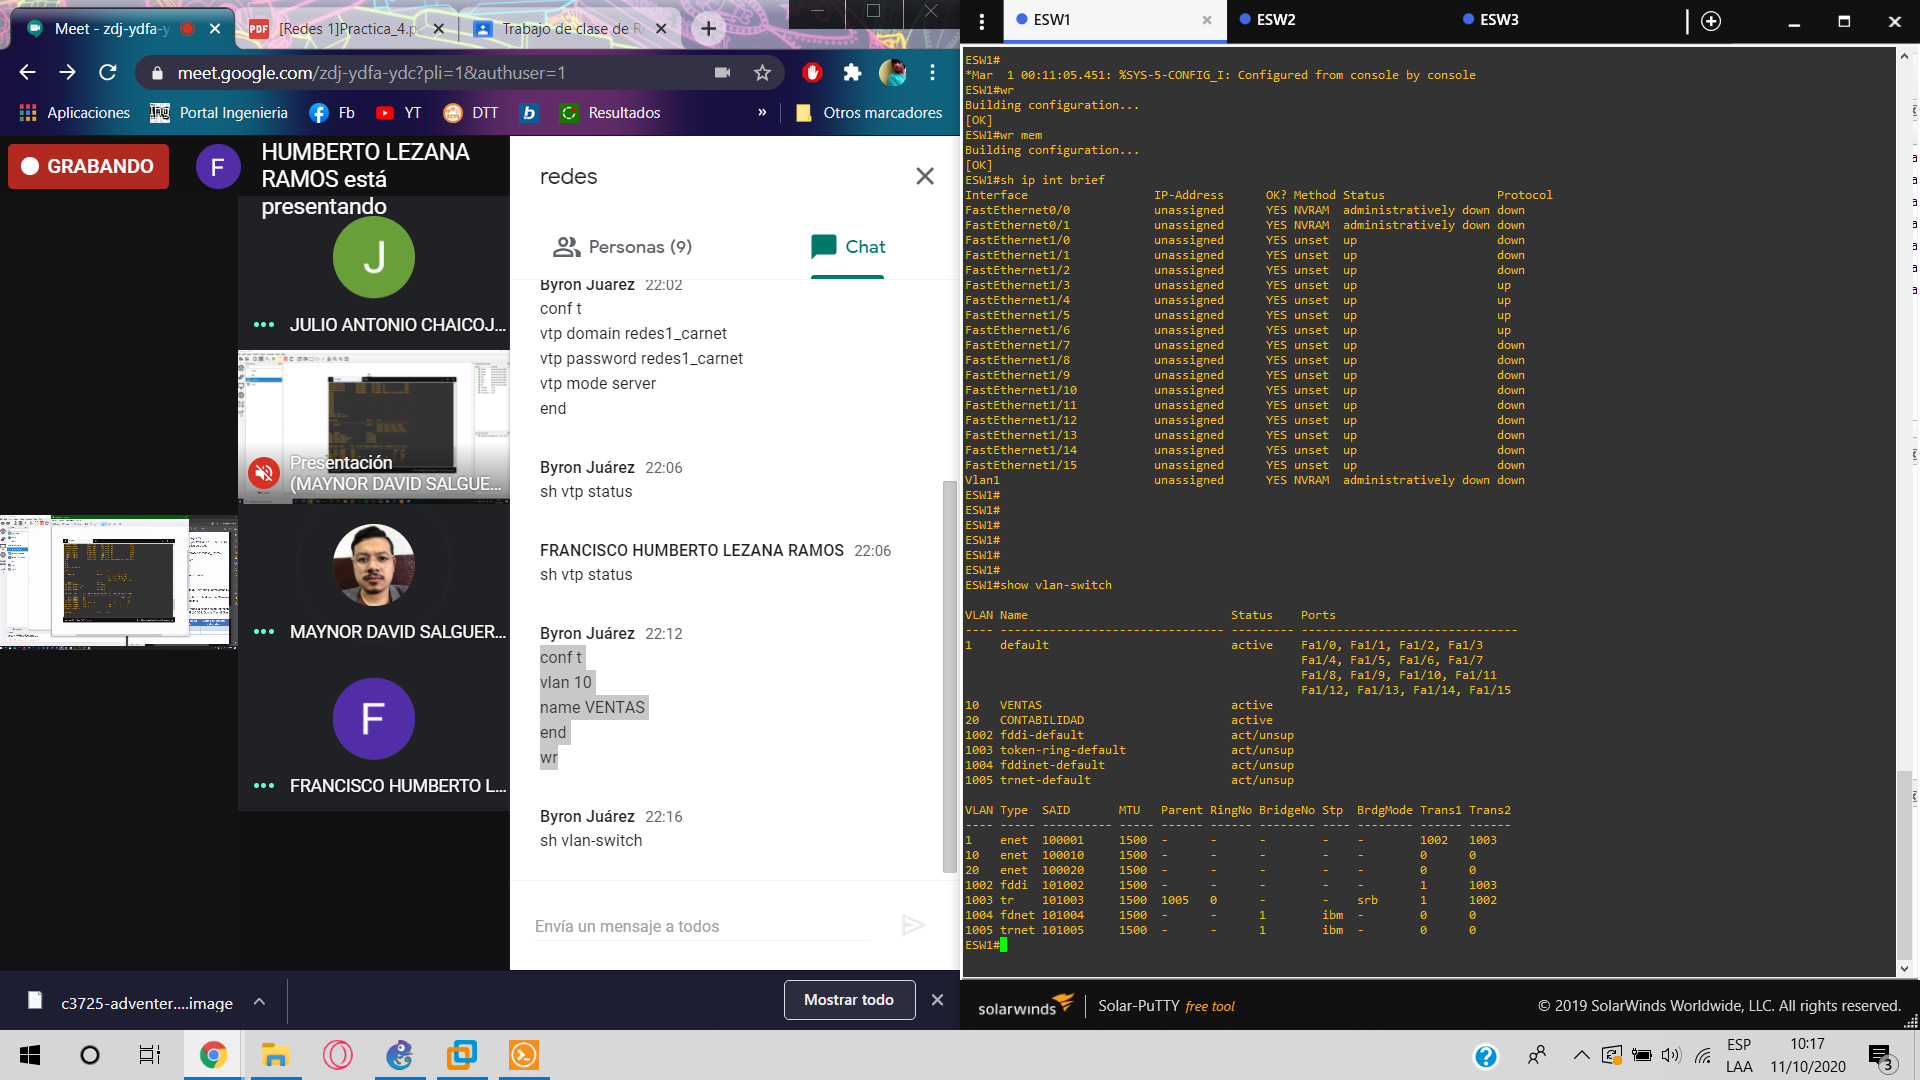 Meet - zdj-ydfa-y
[Redes 1]Practica_4.p
Trabajo de clase de R
meet.google.com/zdj-ydfa-ydc?pli=1&authuser=1
Aplicaciones
Portal Ingenieria
Fb
YT
DTT
Resultados
»
Otros marcadores
GRABANDO
F
HUMBERTO LEZANA
RAMOS está
presentando
J
JULIO ANTONIO CHAICOJ...
Presentación
(MAYNOR DAVID SALGUE...
MAYNOR DAVID SALGUER...
F
FRANCISCO HUMBERTO L...
redes
Personas (9)
Chat
Byron Juárez 22:02
conf t
vtp domain redes1_carnet
vtp password redes1_carnet
vtp mode server
end
Byron Juárez 22:06
sh vtp status
FRANCISCO HUMBERTO LEZANA RAMOS 22:06
sh vtp status
Byron Juárez 22:12
conf t
vlan 10
name VENTAS
end
wr
Byron Juárez 22:16
sh vlan-switch
Envía un mensaje a todos
c3725-adventer....image
Mostrar todo
ESW1
ESW2
ESW3
ESW1#
*Mar  1 00:11:05.451: %SYS-5-CONFIG_I: Configured from console by console
ESW1#wr
Building configuration...
[OK]
ESW1#wr mem
Building configuration...
[OK]
ESW1#sh ip int brief
Interface                  IP-Address      OK? Method Status                Protocol
FastEthernet0/0            unassigned      YES NVRAM  administratively down down
FastEthernet0/1            unassigned      YES NVRAM  administratively down down
FastEthernet1/0            unassigned      YES unset  up                    down
FastEthernet1/1            unassigned      YES unset  up                    down
FastEthernet1/2            unassigned      YES unset  up                    down
FastEthernet1/3            unassigned      YES unset  up                    up
FastEthernet1/4            unassigned      YES unset  up                    up
FastEthernet1/5            unassigned      YES unset  up                    up
FastEthernet1/6            unassigned      YES unset  up                    up
FastEthernet1/7            unassigned      YES unset  up                    down
FastEthernet1/8            unassigned      YES unset  up                    down
FastEthernet1/9            unassigned      YES unset  up                    down
FastEthernet1/10           unassigned      YES unset  up                    down
FastEthernet1/11           unassigned      YES unset  up                    down
FastEthernet1/12           unassigned      YES unset  up                    down
FastEthernet1/13           unassigned      YES unset  up                    down
FastEthernet1/14           unassigned      YES unset  up                    down
FastEthernet1/15           unassigned      YES unset  up                    down
Vlan1                      unassigned      YES NVRAM  administratively down down
ESW1#
ESW1#
ESW1#
ESW1#
ESW1#
ESW1#
ESW1#show vlan-switch
VLAN Name                             Status    Ports
---- -------------------------------- --------- -------------------------------
1    default                          active    Fa1/0, Fa1/1, Fa1/2, Fa1/3
Fa1/4, Fa1/5, Fa1/6, Fa1/7
Fa1/8, Fa1/9, Fa1/10, Fa1/11
Fa1/12, Fa1/13, Fa1/14, Fa1/15
10   VENTAS                           active
20   CONTABILIDAD                     active
1002 fddi-default                     act/unsup
1003 token-ring-default               act/unsup
1004 fddinet-default                  act/unsup
1005 trnet-default                    act/unsup
VLAN Type  SAID       MTU   Parent RingNo BridgeNo Stp  BrdgMode Trans1 Trans2
---- ----- ---------- ----- ------ ------ -------- ---- -------- ------ ------
1    enet  100001     1500  -      -      -        -    -        1002   1003
10   enet  100010     1500  -      -      -        -    -        0      0
20   enet  100020     1500  -      -      -        -    -        0      0
1002 fddi  101002     1500  -      -      -        -    -        1      1003
1003 tr    101003     1500  1005   0      -        -    srb      1      1002
1004 fdnet 101004     1500  -      -      1        ibm  -        0      0
1005 trnet 101005     1500  -      -      1        ibm  -        0      0
ESW1#
solarwinds
Solar-PuTTY free tool
© 2019 SolarWinds Worldwide, LLC. All rights reserved.
ESP
LAA
10:17
11/10/2020
3